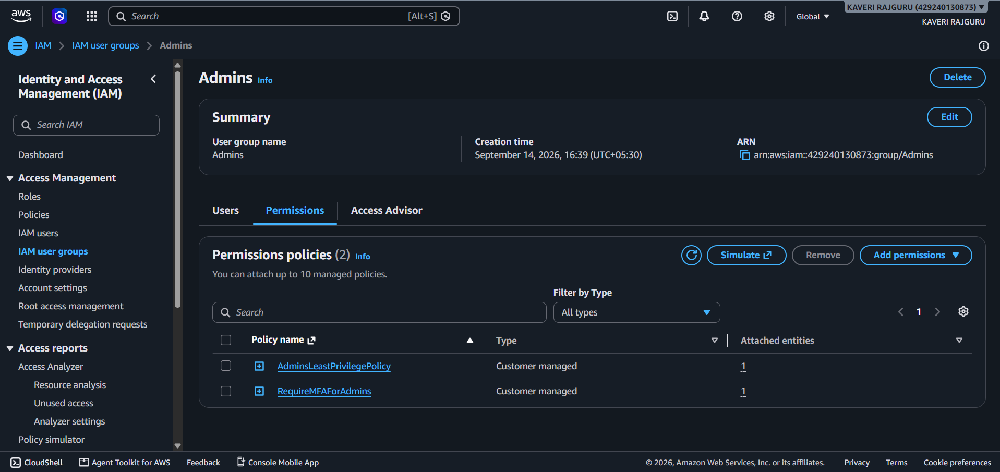 aws
Search [Alt+S]
Global
KAVERI RAJGURU (429240130873)
KAVERI RAJGURU
IAM IAM user groups Admins
Identity and Access
Management (IAM)
Search IAM
Dashboard
Access Management
Roles
Policies
IAM users
IAM user groups
Identity providers
Account settings
Root access management
Temporary delegation requests
Access reports
Access Analyzer
Resource analysis
Unused access
Analyzer settings
Policy simulator
Admins Info
Delete
Summary
Edit
User group name
Admins
Creation time
September 14, 2026, 16:39 (UTC+05:30)
ARN
arn:aws:iam::429240130873:group/Admins
Users Permissions Access Advisor
Permissions policies (2) Info
Simulate Remove Add permissions
You can attach up to 10 managed policies.
Filter by Type
Search All types 1
Policy name Type Attached entities
AdminsLeastPrivilegePolicy Customer managed 1
RequireMFAForAdmins Customer managed 1
CloudShell Agent Toolkit for AWS Feedback Console Mobile App © 2026, Amazon Web Services, Inc. or its affiliates. Privacy Terms Cookie preferences